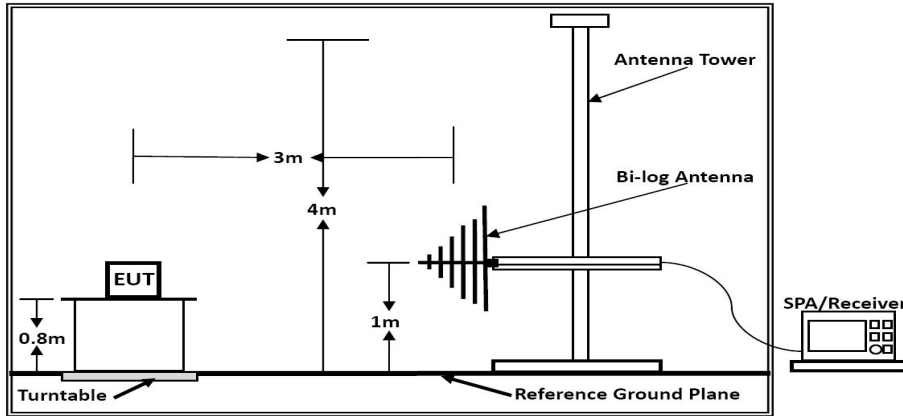 Antenna Tower
3m
Bi-log Antenna
4m
EUT
0.8m
1m
SPA/Receiver
Turntable
Reference Ground Plane